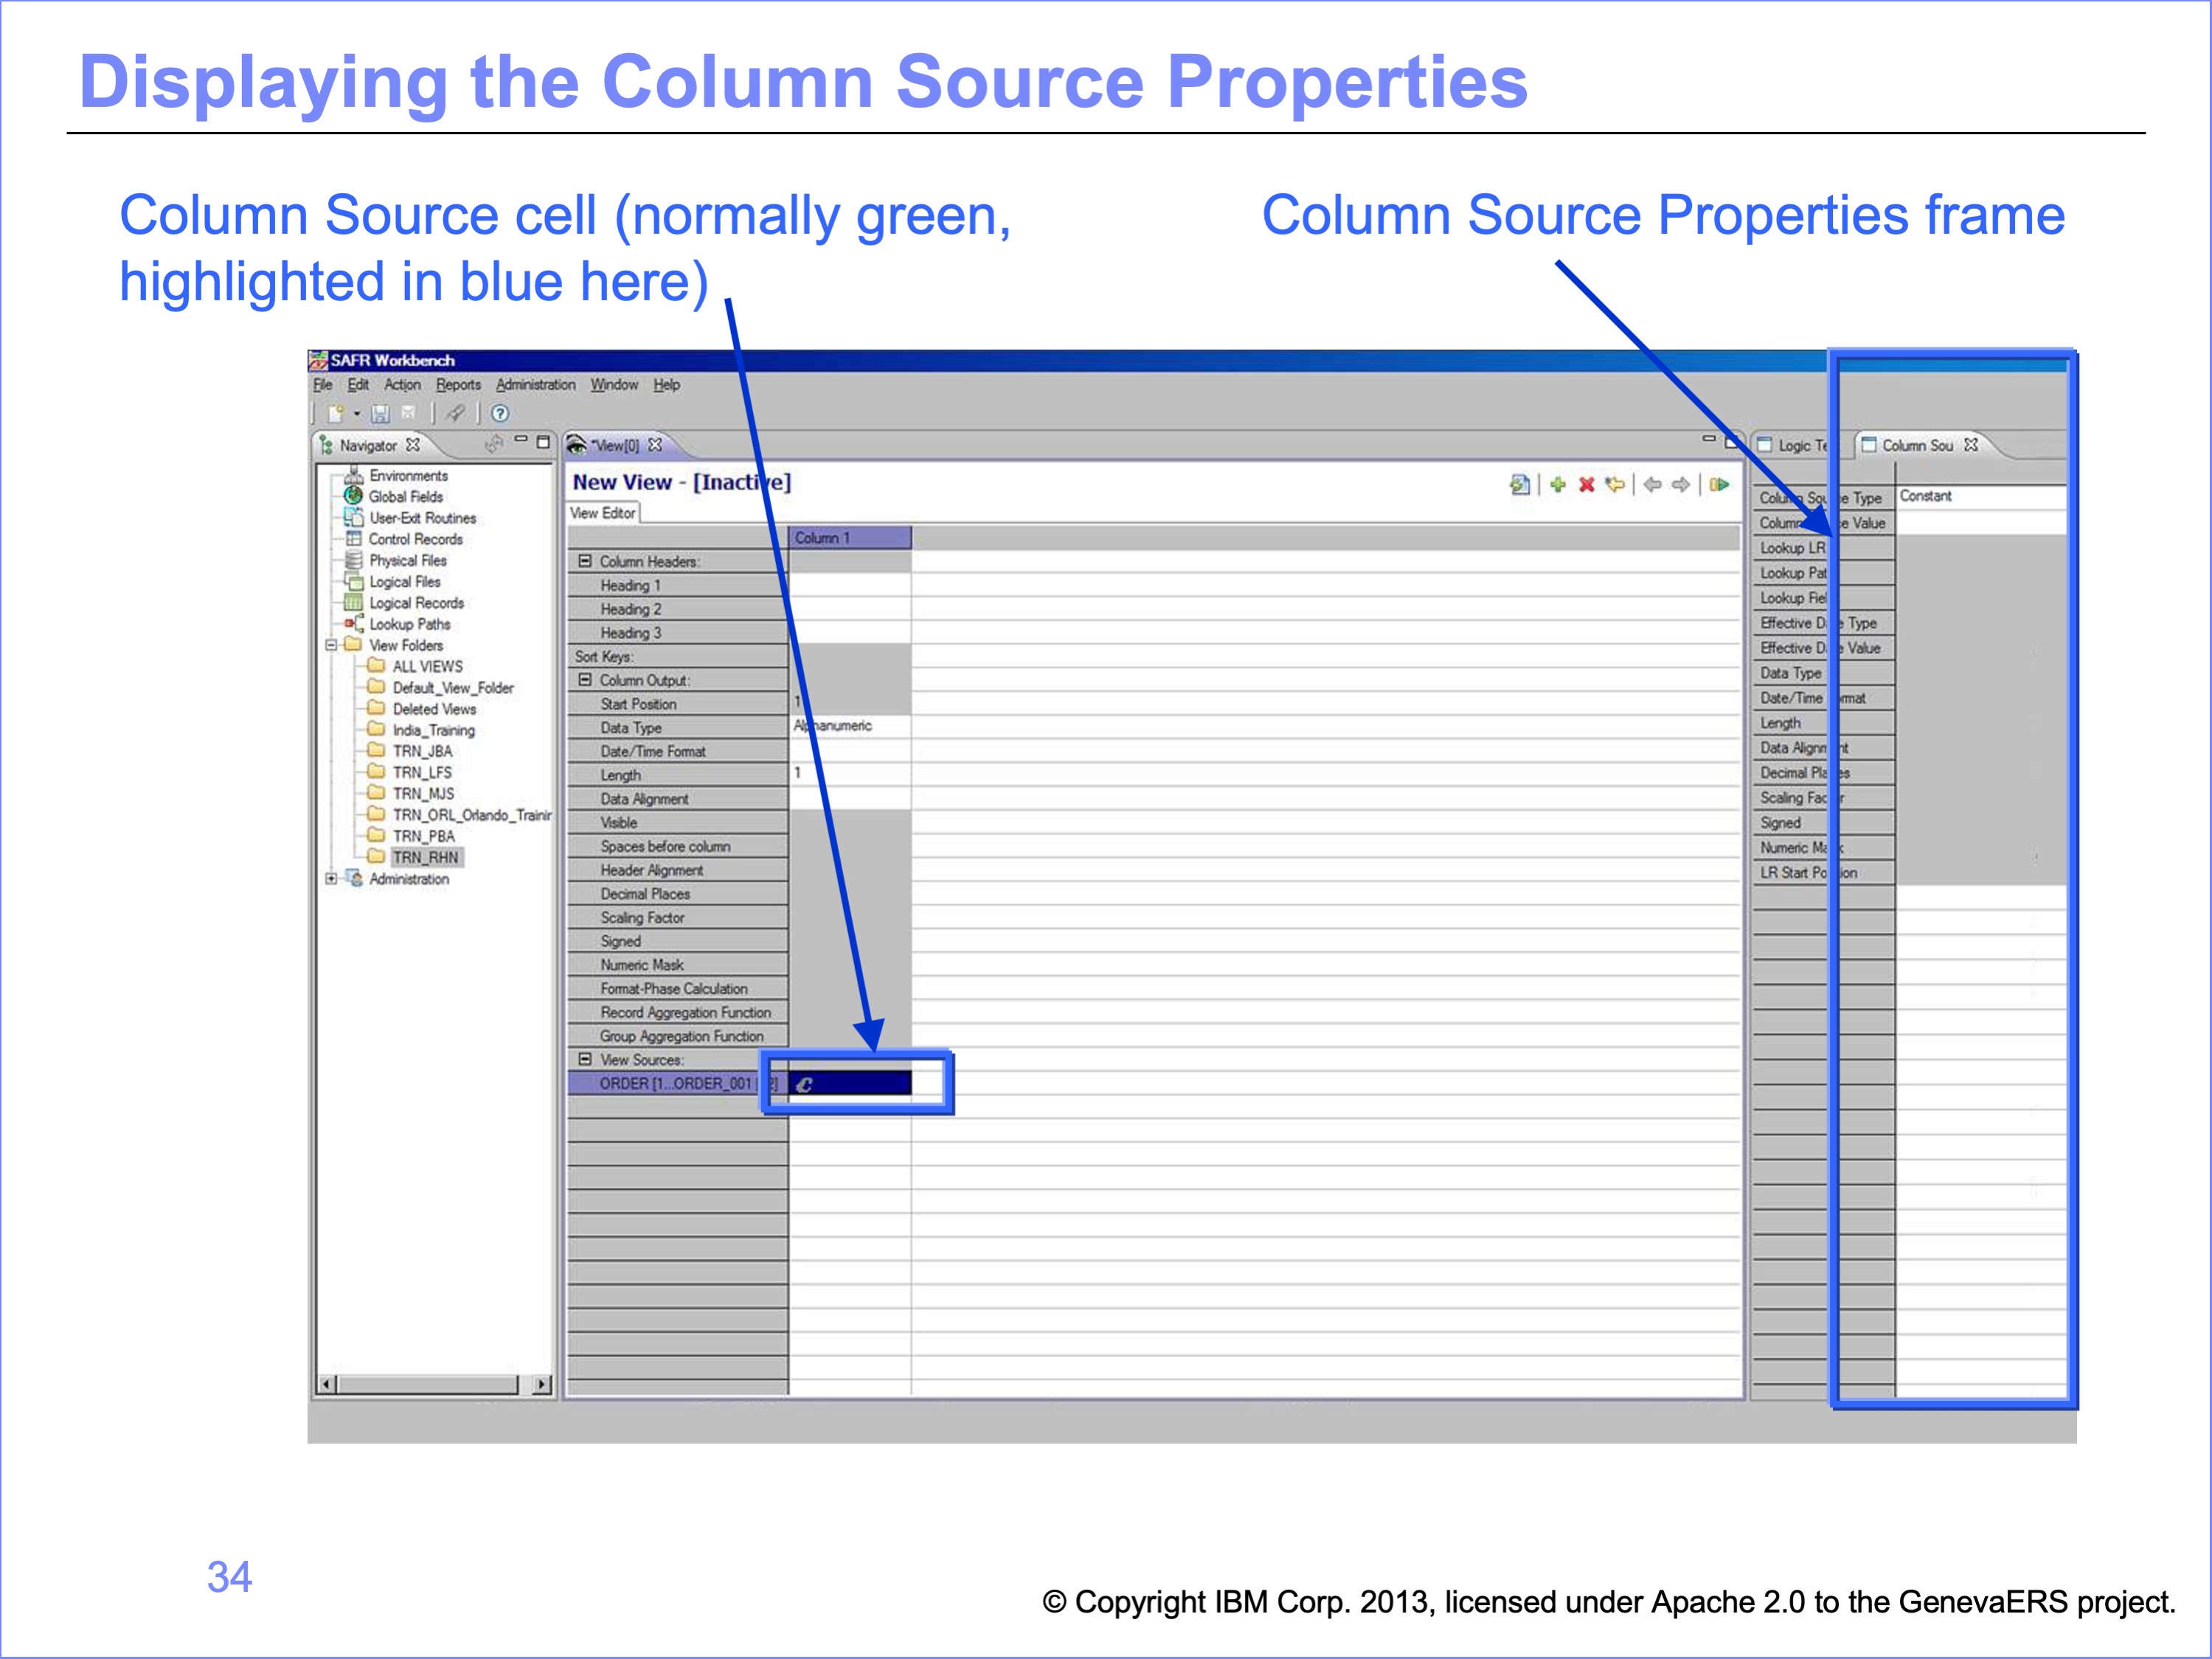 Displaying the Column Source Properties
Column Source cell (normally green,
highlighted in blue here)
Column Source Properties frame
SAFR Workbench
File Edit Action Reports Administration Window Help
Navigator
Environments
Global Fields
User-Exit Routines
Control Records
Physical Files
Logical Files
Logical Records
Lookup Paths
View Folders
ALL VIEWS
Default_View_Folder
Deleted Views
India_Training
TRN_JBA
TRN_LFS
TRN_MJS
TRN_ORL_Orlando_Trainin
TRN_PBA
TRN_RHN
Administration
*View[0]
New View - [Inactive]
View Editor
Column 1
Column Headers:
Heading 1
Heading 2
Heading 3
Sort Keys:
Column Output:
Start Position 1
Data Type Alphanumeric
Date/Time Format
Length 1
Data Alignment
Visible
Spaces before column
Header Alignment
Decimal Places
Scaling Factor
Signed
Numeric Mask
Format-Phase Calculation
Record Aggregation Function
Group Aggregation Function
View Sources:
ORDER [1...ORDER_001
Logic Te
Column Sou
Column Source Type Constant
Column Source Value
Lookup LR
Lookup Pat
Lookup Fiel
Effective Date Type
Effective Date Value
Data Type
Date/Time Format
Length
Data Alignment
Decimal Places
Scaling Factor
Signed
Numeric Mask
LR Start Position
34
© Copyright IBM Corp. 2013, licensed under Apache 2.0 to the GenevaERS project.